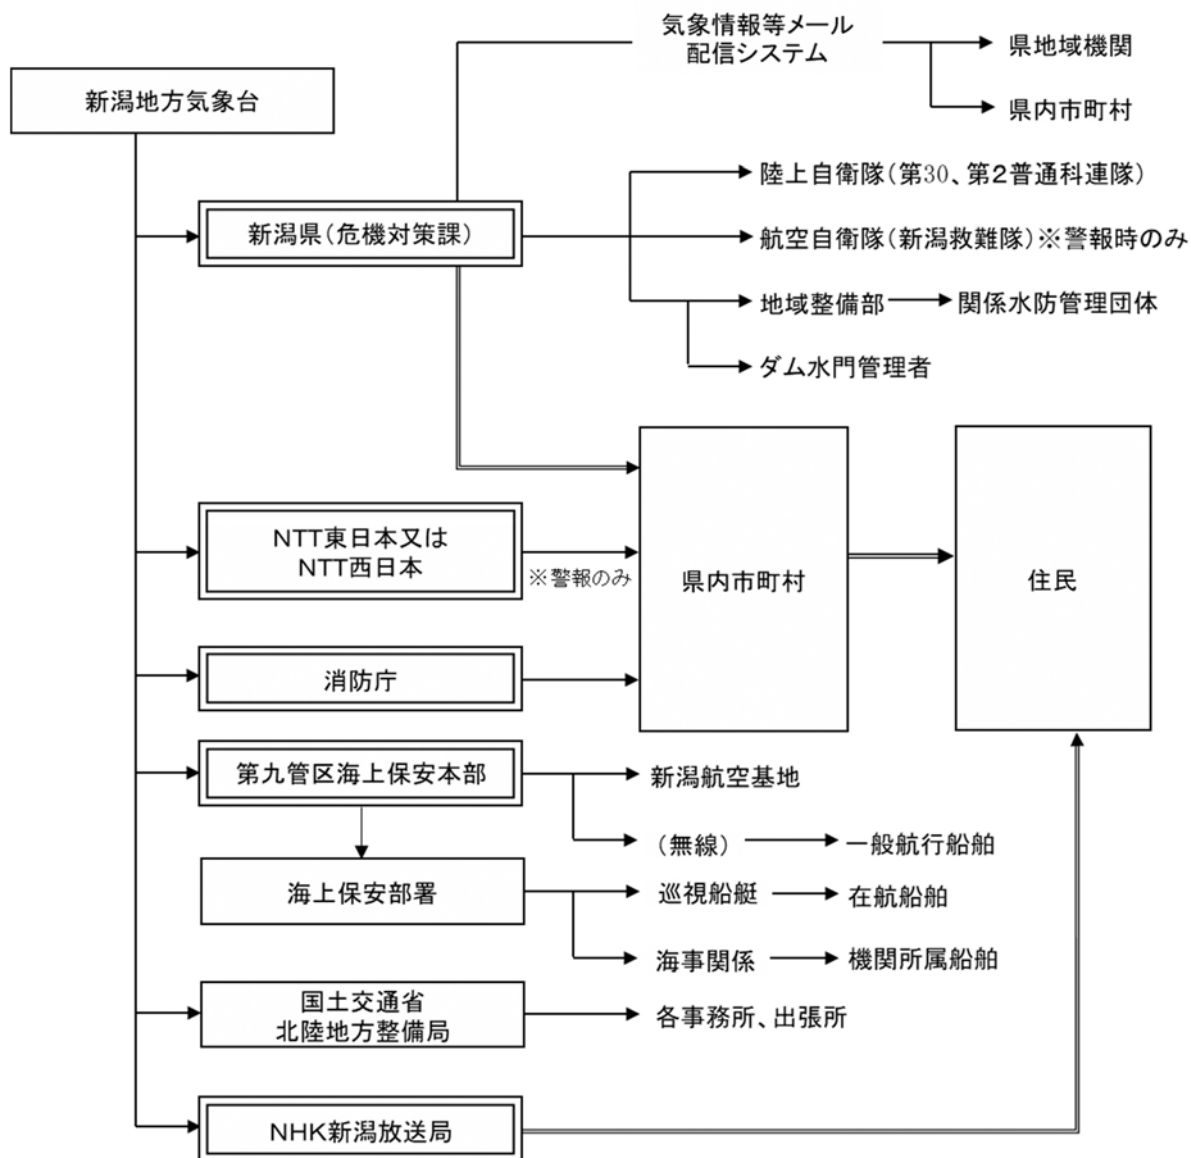 気象情報等メール
配信システム
県地域機関
県内市町村
新潟地方気象台
陸上自衛隊(第30、第2普通科連隊)
新潟県(危機対策課)
航空自衛隊(新潟救難隊)※警報時のみ
地域整備部
関係水防管理団体
ダム水門管理者
NTT東日本又は
NTT西日本
※警報のみ
県内市町村
住民
消防庁
第九管区海上保安本部
新潟航空基地
(無線)
一般航行船舶
海上保安部署
巡視船艇
在航船舶
海事関係
機関所属船舶
国土交通省
北陸地方整備局
各事務所、出張所
NHK新潟放送局